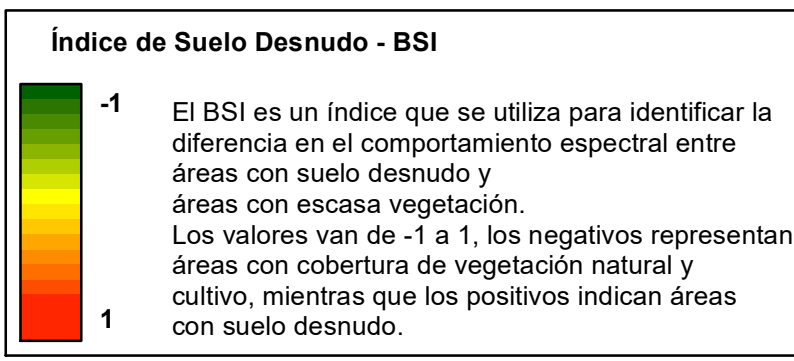 Índice de Suelo Desnudo - BSI
-1
El BSI es un índice que se utiliza para identificar la
diferencia en el comportamiento espectral entre
áreas con suelo desnudo y
áreas con escasa vegetación.
Los valores van de -1 a 1, los negativos representan
áreas con cobertura de vegetación natural y
cultivo, mientras que los positivos indican áreas
con suelo desnudo.
1